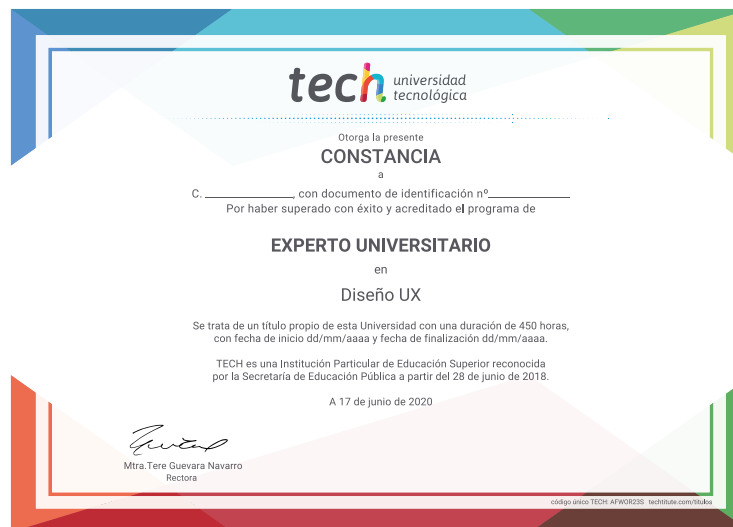 tech universidad
tecnológica
Otorga la presente
CONSTANCIA
a
C. ______________, con documento de identificación nº______________
Por haber superado con éxito y acreditado el programa de
EXPERTO UNIVERSITARIO
en
Diseño UX
Se trata de un título propio de esta Universidad con una duración de 450 horas,
con fecha de inicio dd/mm/aaaa y fecha de finalización dd/mm/aaaa.
TECH es una Institución Particular de Educación Superior reconocida
por la Secretaría de Educación Pública a partir del 28 de junio de 2018.
A 17 de junio de 2020
Mtra.Tere Guevara Navarro
Rectora
código único TECH: AFWOR23S techtitute.com/titulos